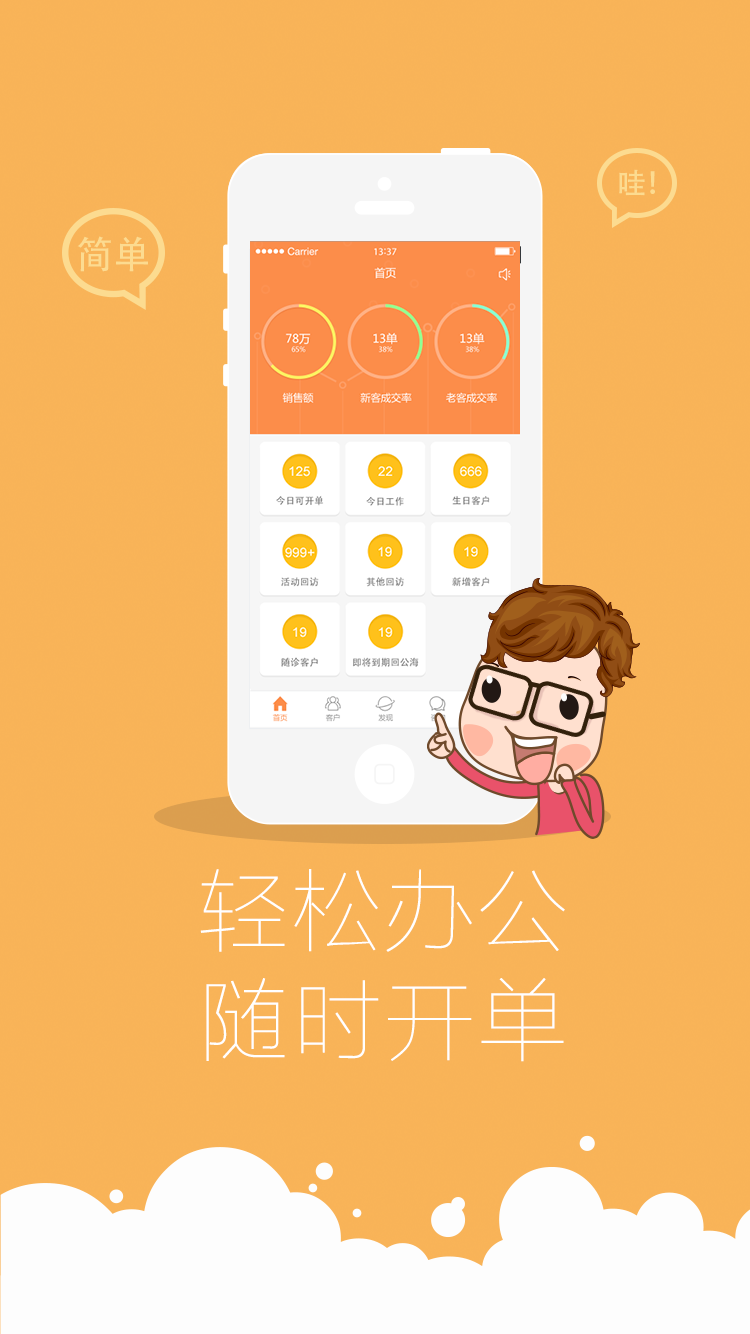 哇!
简单
Carrier 13:37
首页
78万 13单 13单
65% 38% 38%
销售额 新客成交率 老客成交率
125 22 666
今日可开单 今日工作 生日客户
999+ 19 19
活动回访 其他回访 新增客户
19 19
随诊客户 即将到期回公海
首页 客户 发现
轻松办公
随时开单